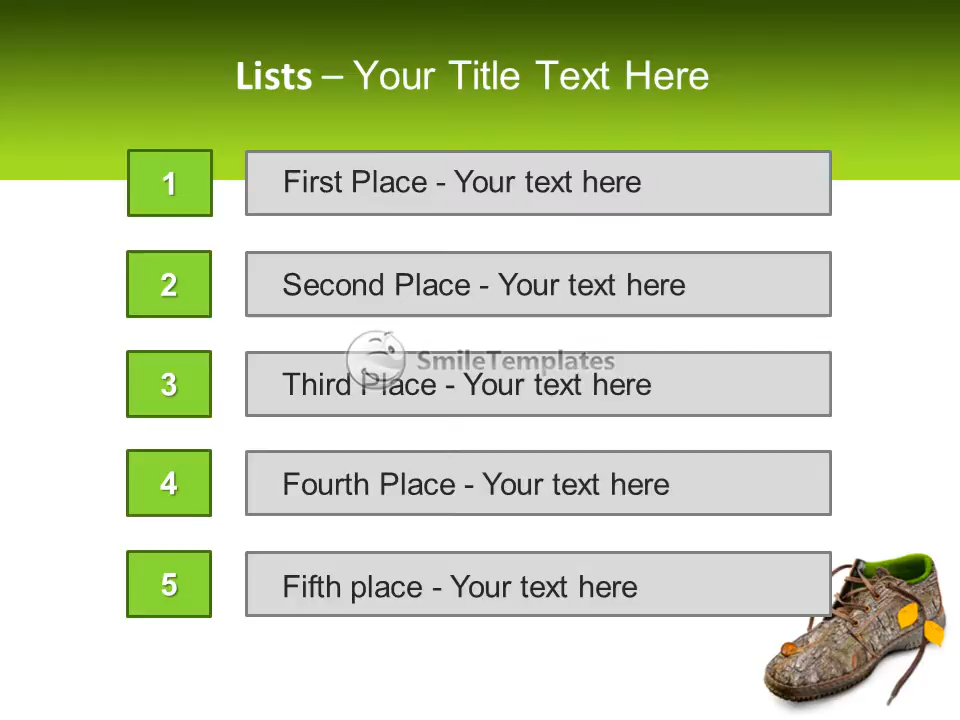 Lists – Your Title Text Here
1
First Place - Your text here
2
Second Place - Your text here
SmileTemplates
3
Third Place - Your text here
4
Fourth Place - Your text here
5
Fifth place - Your text here